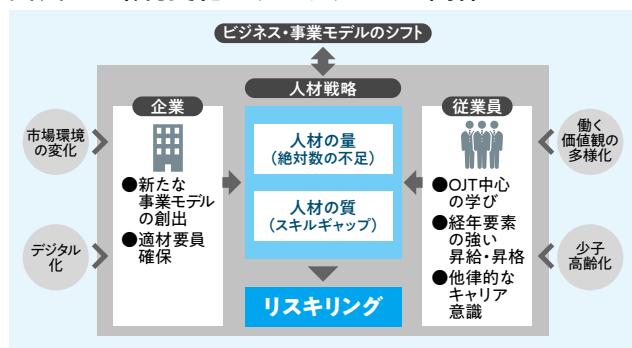 ビジネス・事業モデルのシフト
人材戦略
企業
従業員
市場環境
の変化
デジタル
化
●新たな
事業モデル
の創出
●適材要員
確保
人材の量
(絶対数の不足)
人材の質
(スキルギャップ)
リスキリング
●OJT中心
の学び
●経年要素
の強い
昇給・昇格
●他律的な
キャリア
意識
働く
価値観の
多様化
少子
高齢化